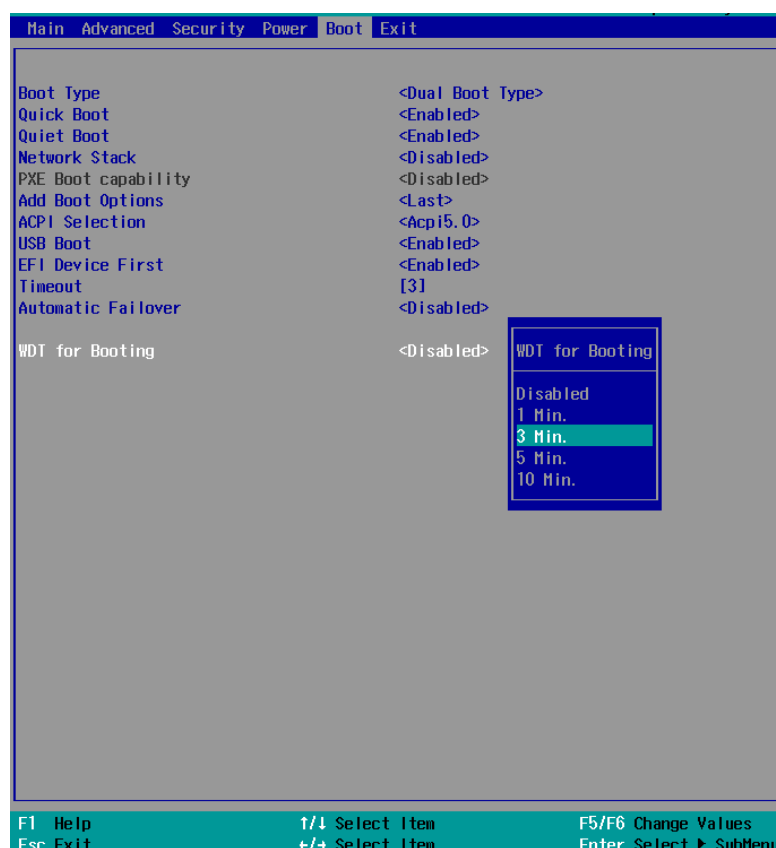 Main Advanced Security Power Boot Exit
Boot Type <Dual Boot Type>
Quick Boot <Enabled>
Quiet Boot <Enabled>
Network Stack <Disabled>
PXE Boot capability <Disabled>
Add Boot Options <Last>
ACPI Selection <Acpi5.0>
USB Boot <Enabled>
EFI Device First <Enabled>
Timeout [3]
Automatic Failover <Disabled>
WDT for Booting <Disabled>
WDT for Booting
Disabled
1 Min.
3 Min.
5 Min.
10 Min.
F1 Help ↑/↓ Select Item F5/F6 Change Values
Esc Exit ←/→ Select Item Enter Select ▶ SubMenu